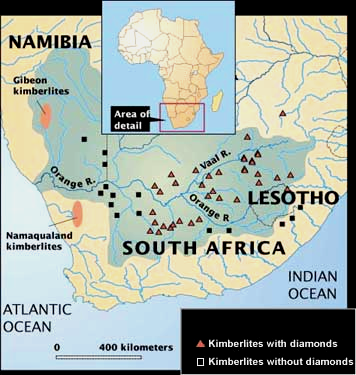 NAMIBIA
Gibeon
kimberlites
Area of
detail
Vaal R.
Orange R.
Orange R
LESOTHO
Namaqualand
kimberlites
SOUTH AFRICA
INDIAN
OCEAN
ATLANTIC
OCEAN
0 400 kilometers
Kimberlites with diamonds
Kimberlites without diamonds